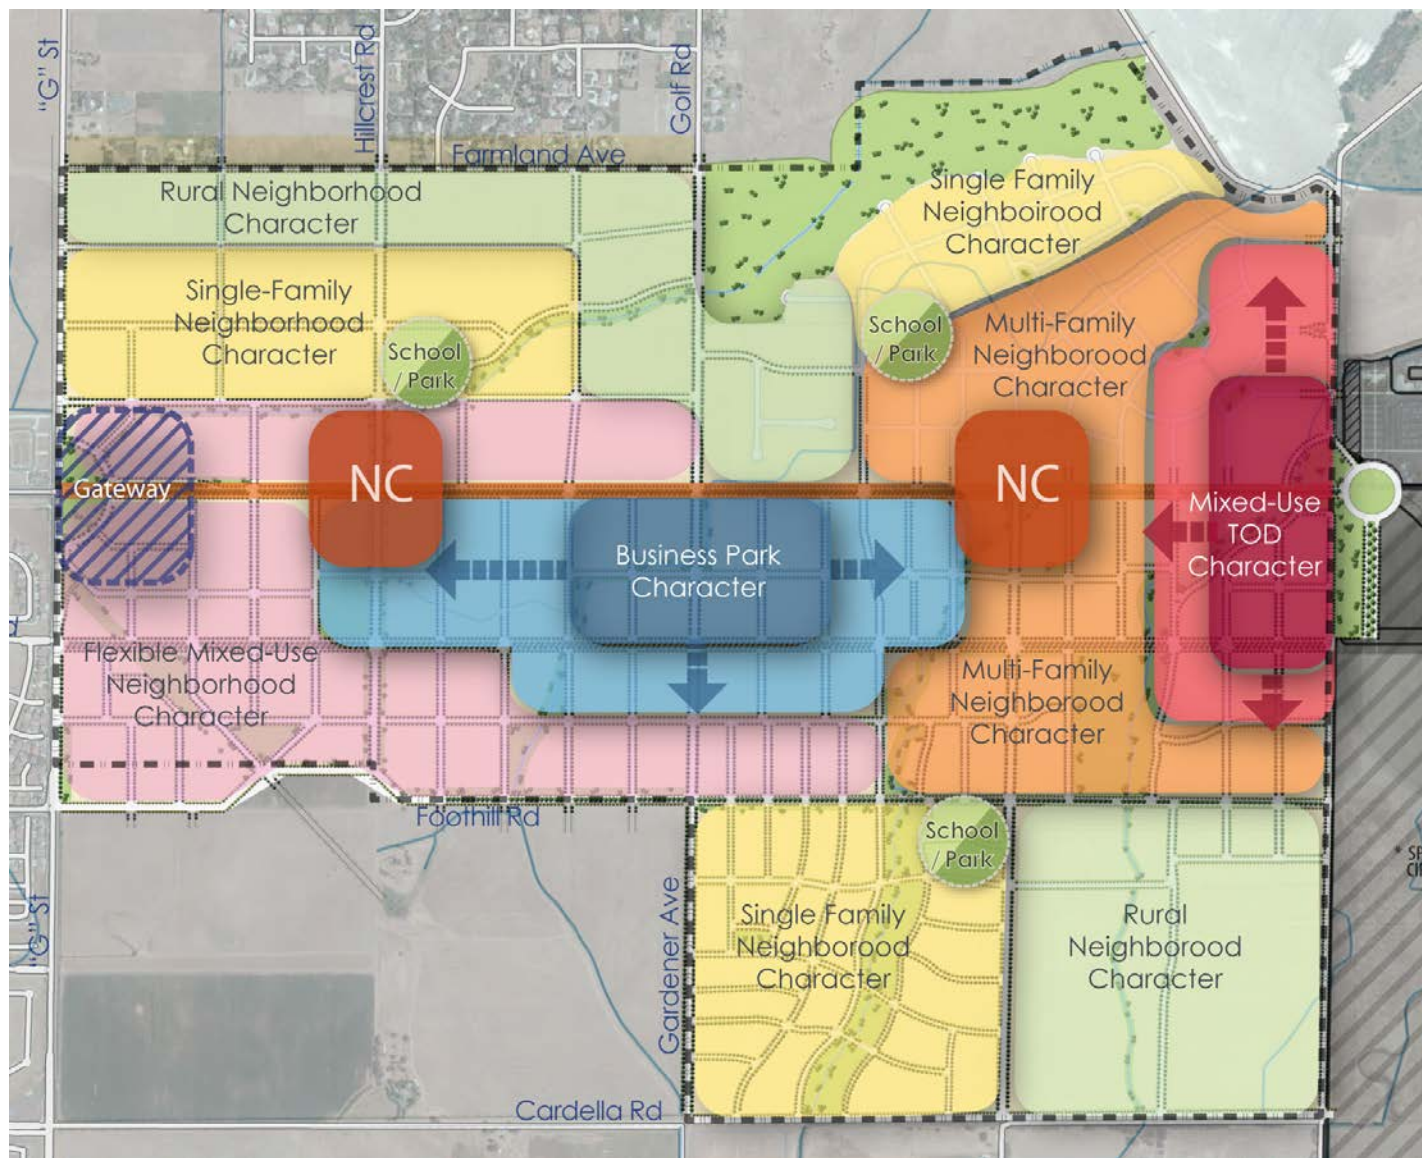 "G" St
Hillcrest Rd
Golf Rd
Farmland Ave
Rural Neighborhood
Character
Single Family
Neighboirood
Character
Single-Family
Neighborhood
Character
School
/ Park
School
/ Park
Multi-Family
Neighborood
Character
Gateway
NC
NC
Business Park
Character
Mixed-Use
TOD
Character
Flexible Mixed-Use
Neighborhood
Character
Multi-Family
Neighborood
Character
Foothill Rd
School
/ Park
"G" St
Gardener Ave
Single Family
Neighborood
Character
Rural
Neighborood
Character
Cardella Rd